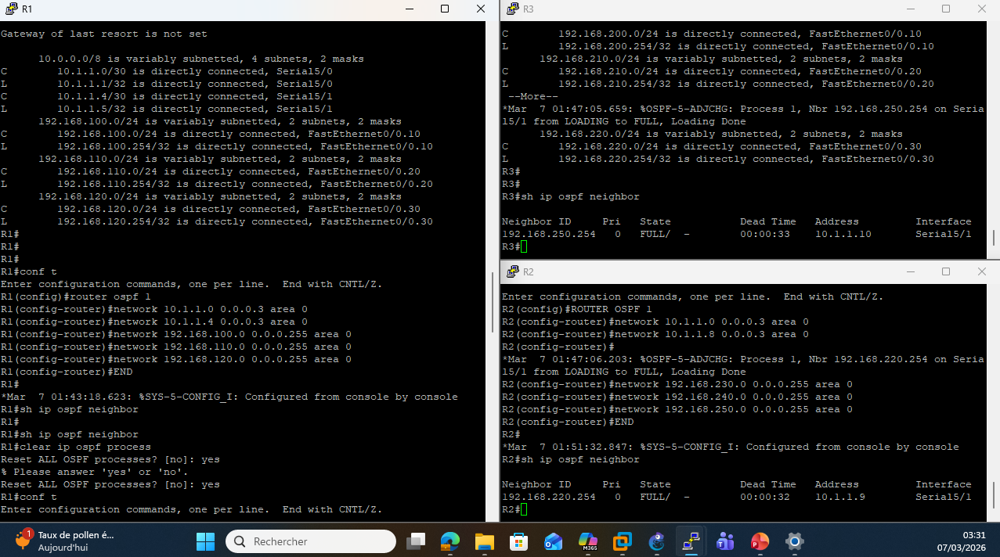 R1
Gateway of last resort is not set
10.0.0.0/8 is variably subnetted, 4 subnets, 2 masks
C        10.1.1.0/30 is directly connected, Serial5/0
L        10.1.1.1/32 is directly connected, Serial5/0
C        10.1.1.4/30 is directly connected, Serial5/1
L        10.1.1.5/32 is directly connected, Serial5/1
192.168.100.0/24 is variably subnetted, 2 subnets, 2 masks
C        192.168.100.0/24 is directly connected, FastEthernet0/0.10
L        192.168.100.254/32 is directly connected, FastEthernet0/0.10
192.168.110.0/24 is variably subnetted, 2 subnets, 2 masks
C        192.168.110.0/24 is directly connected, FastEthernet0/0.20
L        192.168.110.254/32 is directly connected, FastEthernet0/0.20
192.168.120.0/24 is variably subnetted, 2 subnets, 2 masks
C        192.168.120.0/24 is directly connected, FastEthernet0/0.30
L        192.168.120.254/32 is directly connected, FastEthernet0/0.30
R1#
R1#
R1#
R1#conf t
Enter configuration commands, one per line.  End with CNTL/Z.
R1(config)#router ospf 1
R1(config-router)#network 10.1.1.0 0.0.0.3 area 0
R1(config-router)#network 10.1.1.4 0.0.0.3 area 0
R1(config-router)#network 192.168.100.0 0.0.0.255 area 0
R1(config-router)#network 192.168.110.0 0.0.0.255 area 0
R1(config-router)#network 192.168.120.0 0.0.0.255 area 0
R1(config-router)#END
R1#
*Mar  7 01:43:18.623: %SYS-5-CONFIG_I: Configured from console by console
R1#sh ip ospf neighbor
R1#
R1#sh ip ospf neighbor
R1#clear ip ospf process
Reset ALL OSPF processes? [no]: yes
% Please answer 'yes' or 'no'.
Reset ALL OSPF processes? [no]: yes
R1#conf t
Enter configuration commands, one per line.  End with CNTL/Z.
R3
C        192.168.200.0/24 is directly connected, FastEthernet0/0.10
L        192.168.200.254/32 is directly connected, FastEthernet0/0.10
192.168.210.0/24 is variably subnetted, 2 subnets, 2 masks
C        192.168.210.0/24 is directly connected, FastEthernet0/0.20
L        192.168.210.254/32 is directly connected, FastEthernet0/0.20
--More--
*Mar  7 01:47:05.659: %OSPF-5-ADJCHG: Process 1, Nbr 192.168.250.254 on Seria
l5/1 from LOADING to FULL, Loading Done
192.168.220.0/24 is variably subnetted, 2 subnets, 2 masks
C        192.168.220.0/24 is directly connected, FastEthernet0/0.30
L        192.168.220.254/32 is directly connected, FastEthernet0/0.30
R3#
R3#
R3#sh ip ospf neighbor
Neighbor ID     Pri   State           Dead Time   Address         Interface
192.168.250.254   0   FULL/  -        00:00:33    10.1.1.10       Serial5/1
R3#
R2
Enter configuration commands, one per line.  End with CNTL/Z.
R2(config)#ROUTER OSPF 1
R2(config-router)#network 10.1.1.0 0.0.0.3 area 0
R2(config-router)#network 10.1.1.8 0.0.0.3 area 0
R2(config-router)#
*Mar  7 01:47:06.203: %OSPF-5-ADJCHG: Process 1, Nbr 192.168.220.254 on Seria
l5/1 from LOADING to FULL, Loading Done
R2(config-router)#network 192.168.230.0 0.0.0.255 area 0
R2(config-router)#network 192.168.240.0 0.0.0.255 area 0
R2(config-router)#network 192.168.250.0 0.0.0.255 area 0
R2(config-router)#END
R2#
*Mar  7 01:51:32.847: %SYS-5-CONFIG_I: Configured from console by console
R2#sh ip ospf neighbor
Neighbor ID     Pri   State           Dead Time   Address         Interface
192.168.220.254   0   FULL/  -        00:00:32    10.1.1.9        Serial5/1
R2#
1
Taux de pollen é...
Aujourd'hui
Rechercher
M365
03:31
07/03/2026